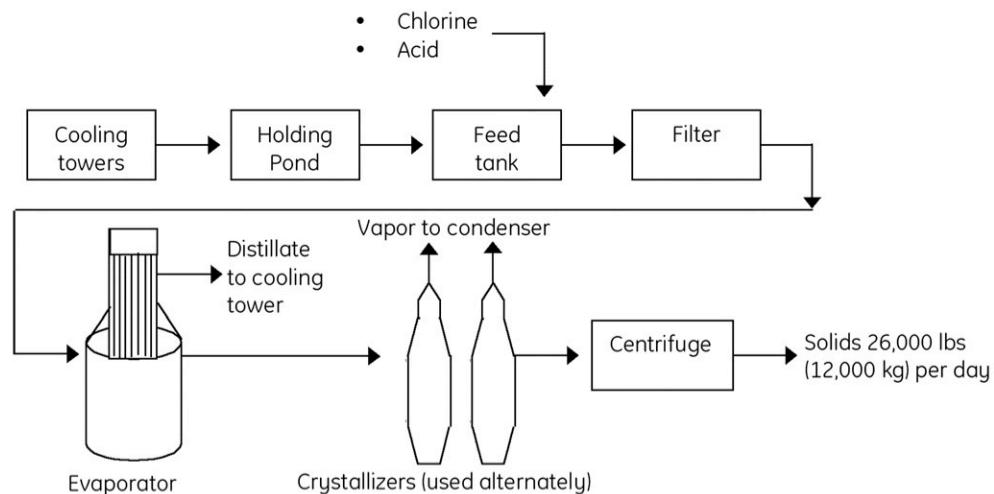 • Chlorine
• Acid
Cooling
towers
Holding
Pond
Feed
tank
Filter
Vapor to condenser
Distillate
to cooling
tower
Centrifuge
Solids 26,000 lbs
(12,000 kg) per day
Evaporator
Crystallizers (used alternately)